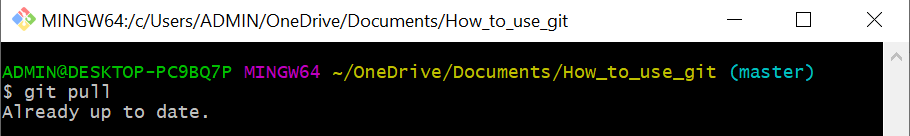 MINGW64:/c/Users/ADMIN/OneDrive/Documents/How_to_use_git
ADMIN@DESKTOP-PC9BQ7P MINGW64 ~/OneDrive/Documents/How_to_use_git (master)
$ git pull
Already up to date.